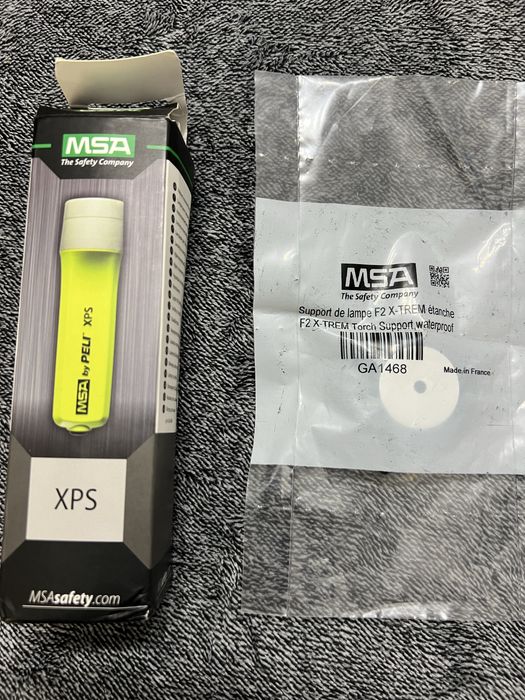 MSA
The Safety Company
MSA by PELI™ XPS
XPS
MSAsafety.com
MSA
The Safety Company
Support de lampe F2 X-TREM étanche
F2 X-TREM Torch Support waterproof
GA1468
Made in France